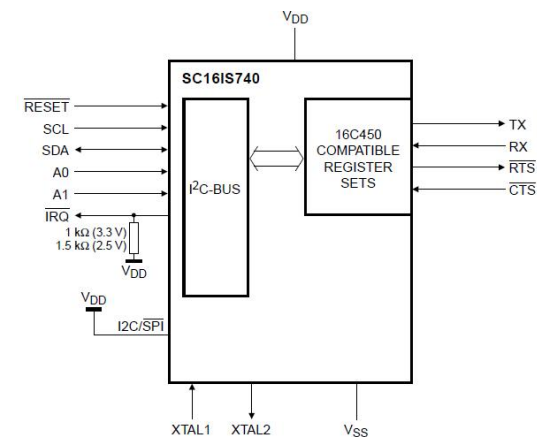 VDD
SC16IS740
RESET
SCL
SDA
A0
A1
IRQ
1 kΩ (3.3 V)
1.5 kΩ (2.5 V)
VDD
VDD
I2C/SPI
I²C-BUS
16C450
COMPATIBLE
REGISTER
SETS
TX
RX
RTS
CTS
XTAL1
XTAL2
VSS